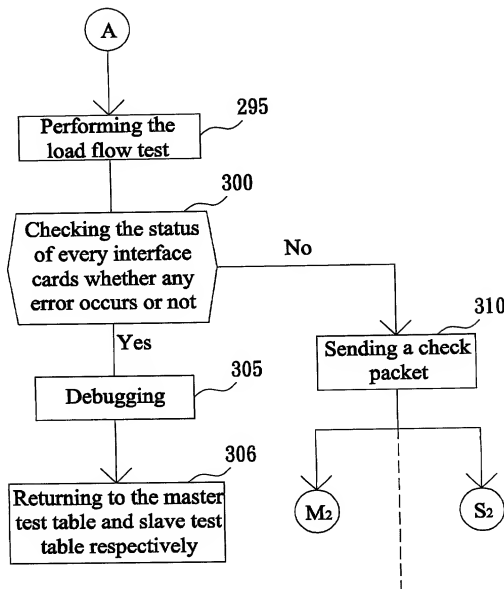 A
295
Performing the
load flow test
300
Checking the status
of every interface
cards whether any
error occurs or not
No
Yes
310
Sending a check
packet
305
Debugging
306
Returning to the master
test table and slave test
table respectively
M2
S2